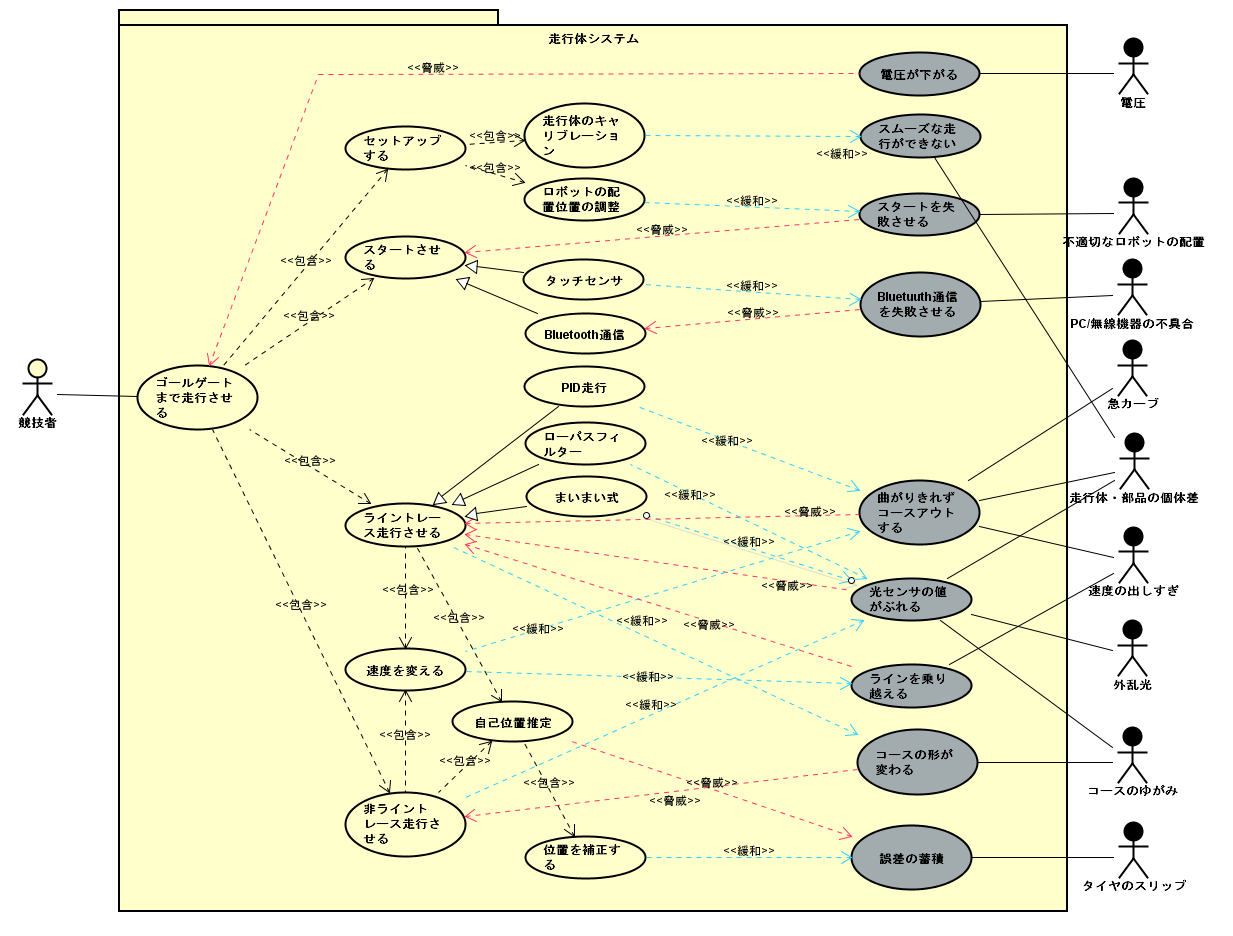 走行体システム
<<脅威>>
電圧が下がる
電圧
セットアップ
する
<<包含>>
走行体のキャ
リブレーショ
ン
スムーズな走
行ができない
<<緩和>>
<<包含>>
ロボットの配
置位置の調整
<<緩和>>
スタートを失
敗させる
不適切なロボットの配置
<<脅威>>
スタートさせ
る
<<包含>>
タッチセンサ
<<緩和>>
Bluetuuth通信
を失敗させる
<<脅威>>
PC/無線機器の不具合
<<包含>>
Bluetooth通信
競技者
ゴールゲート
まで走行させ
る
PID走行
急カーブ
<<緩和>>
ローパスフィ
ルター
<<包含>>
まいまい式
<<緩和>>
曲がりきれず
コースアウト
する
走行体・部品の個体差
<<脅威>>
ライントレー
ス走行させる
<<緩和>>
<<包含>>
<<包含>>
<<脅威>>
光センサの値
がぶれる
速度の出しすぎ
<<包含>>
<<緩和>>
<<緩和>>
<<脅威>>
速度を変える
<<緩和>>
ラインを乗り
越える
外乱光
<<緩和>>
自己位置推定
<<包含>>
<<包含>>
<<包含>>
<<脅威>>
<<脅威>>
コースの形が
変わる
コースのゆがみ
非ライント
レース走行さ
せる
位置を補正す
る
<<緩和>>
誤差の蓄積
タイヤのスリップ